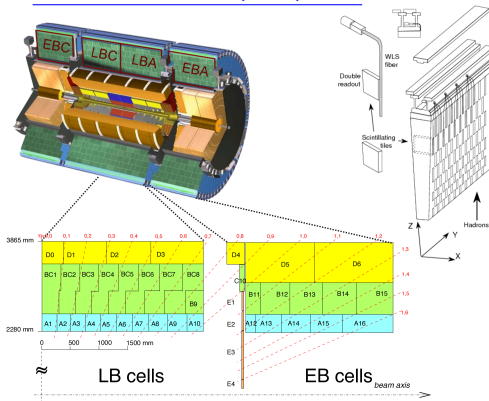 EBC LBC LBA EBA
WLS
fiber
Double
readout
Scintillating
tiles
Hadrons
Z
Y
X
3865 mm
0.1 0.2 0.3 0.4 0.5 0.6 0.7 0.8 0.9 1.0 1.1 1.2
1.3
1.4
1.5
1.6
D0 D1 D2 D3
D4 D5 D6
BC1 BC2 BC3 BC4 BC5 BC6 BC7 BC8
C10
B9
B11 B12 B13 B14 B15
E1
A1 A2 A3 A4 A5 A6 A7 A8 A9 A10
E2 A12 A13 A14 A15 A16
2280 mm
0 500 1000 1500 mm
E3
E4
LB cells
EB cells
beam axis